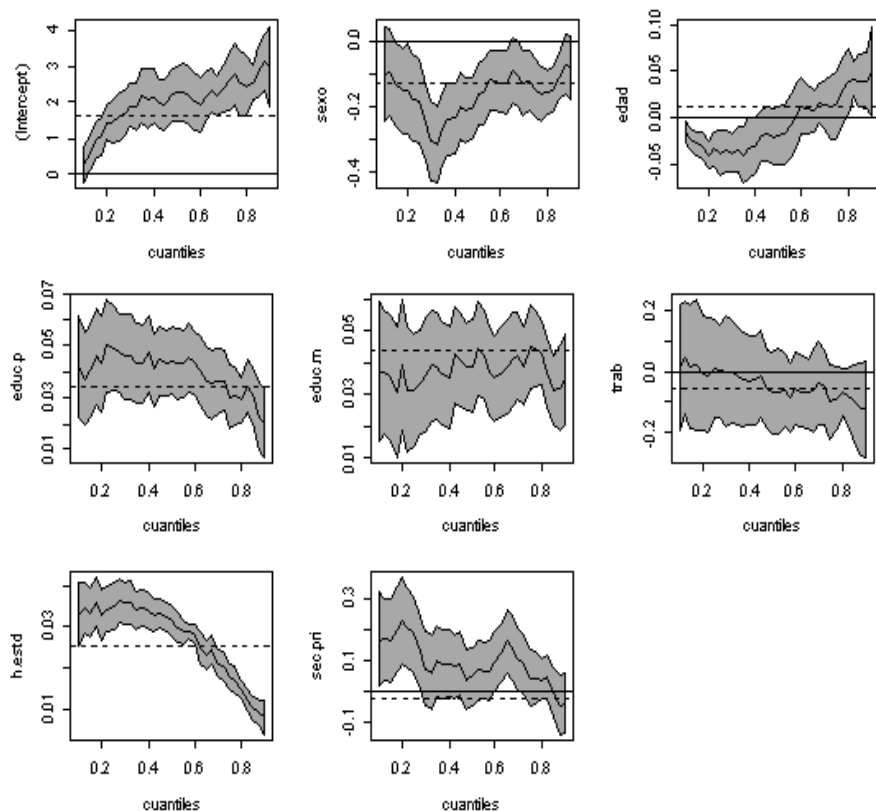 (Intercept)
0 1 2 3 4
0.2 0.4 0.6 0.8
cuantiles
sexo
-0.4 -0.2 0.0
0.2 0.4 0.6 0.8
cuantiles
edad
-0.05 0.00 0.05 0.10
0.2 0.4 0.6 0.8
cuantiles
educ.p
0.01 0.03 0.05 0.07
0.2 0.4 0.6 0.8
cuantiles
educ.m
0.01 0.03 0.05
0.2 0.4 0.6 0.8
cuantiles
trab
-0.2 0.0 0.2
0.2 0.4 0.6 0.8
cuantiles
h.estd
0.01 0.03
0.2 0.4 0.6 0.8
cuantiles
sec.pri
-0.1 0.1 0.3
0.2 0.4 0.6 0.8
cuantiles